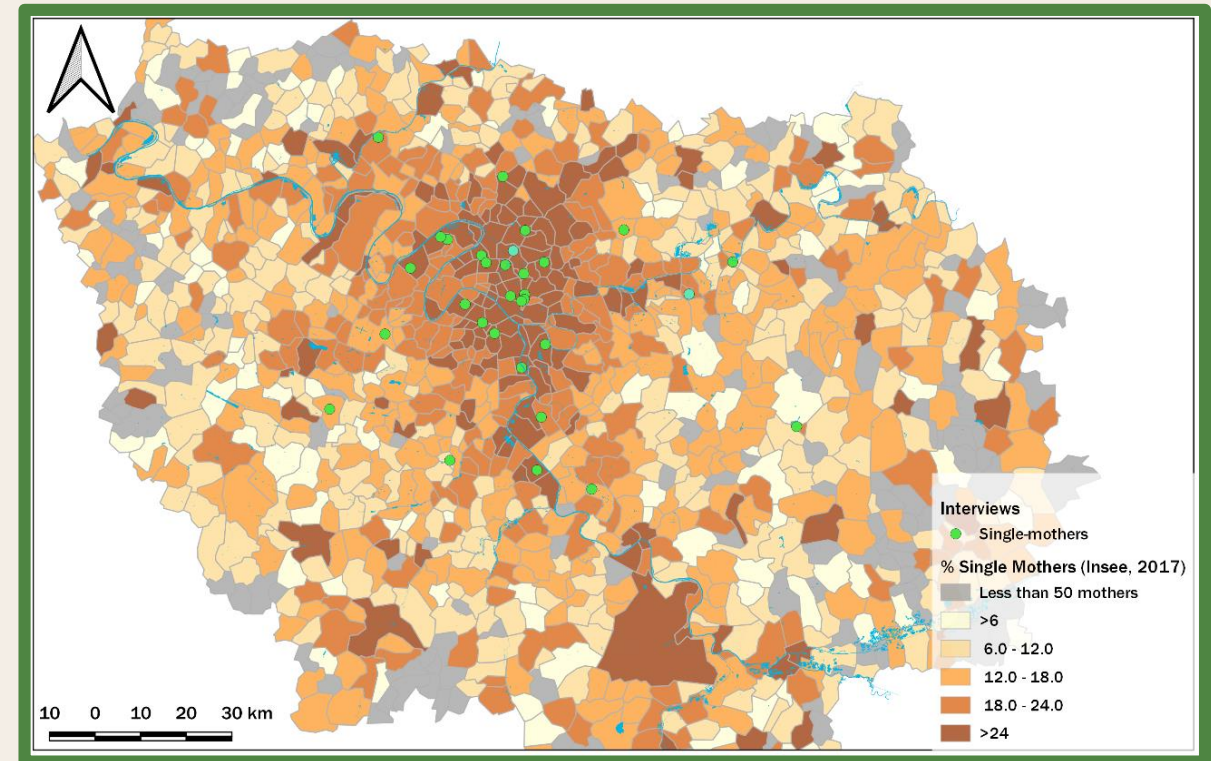 Interviews
Single-mothers
% Single Mothers (Insee, 2017)
Less than 50 mothers
>6
6.0 - 12.0
12.0 - 18.0
18.0 - 24.0
>24
10 0 10 20 30 km